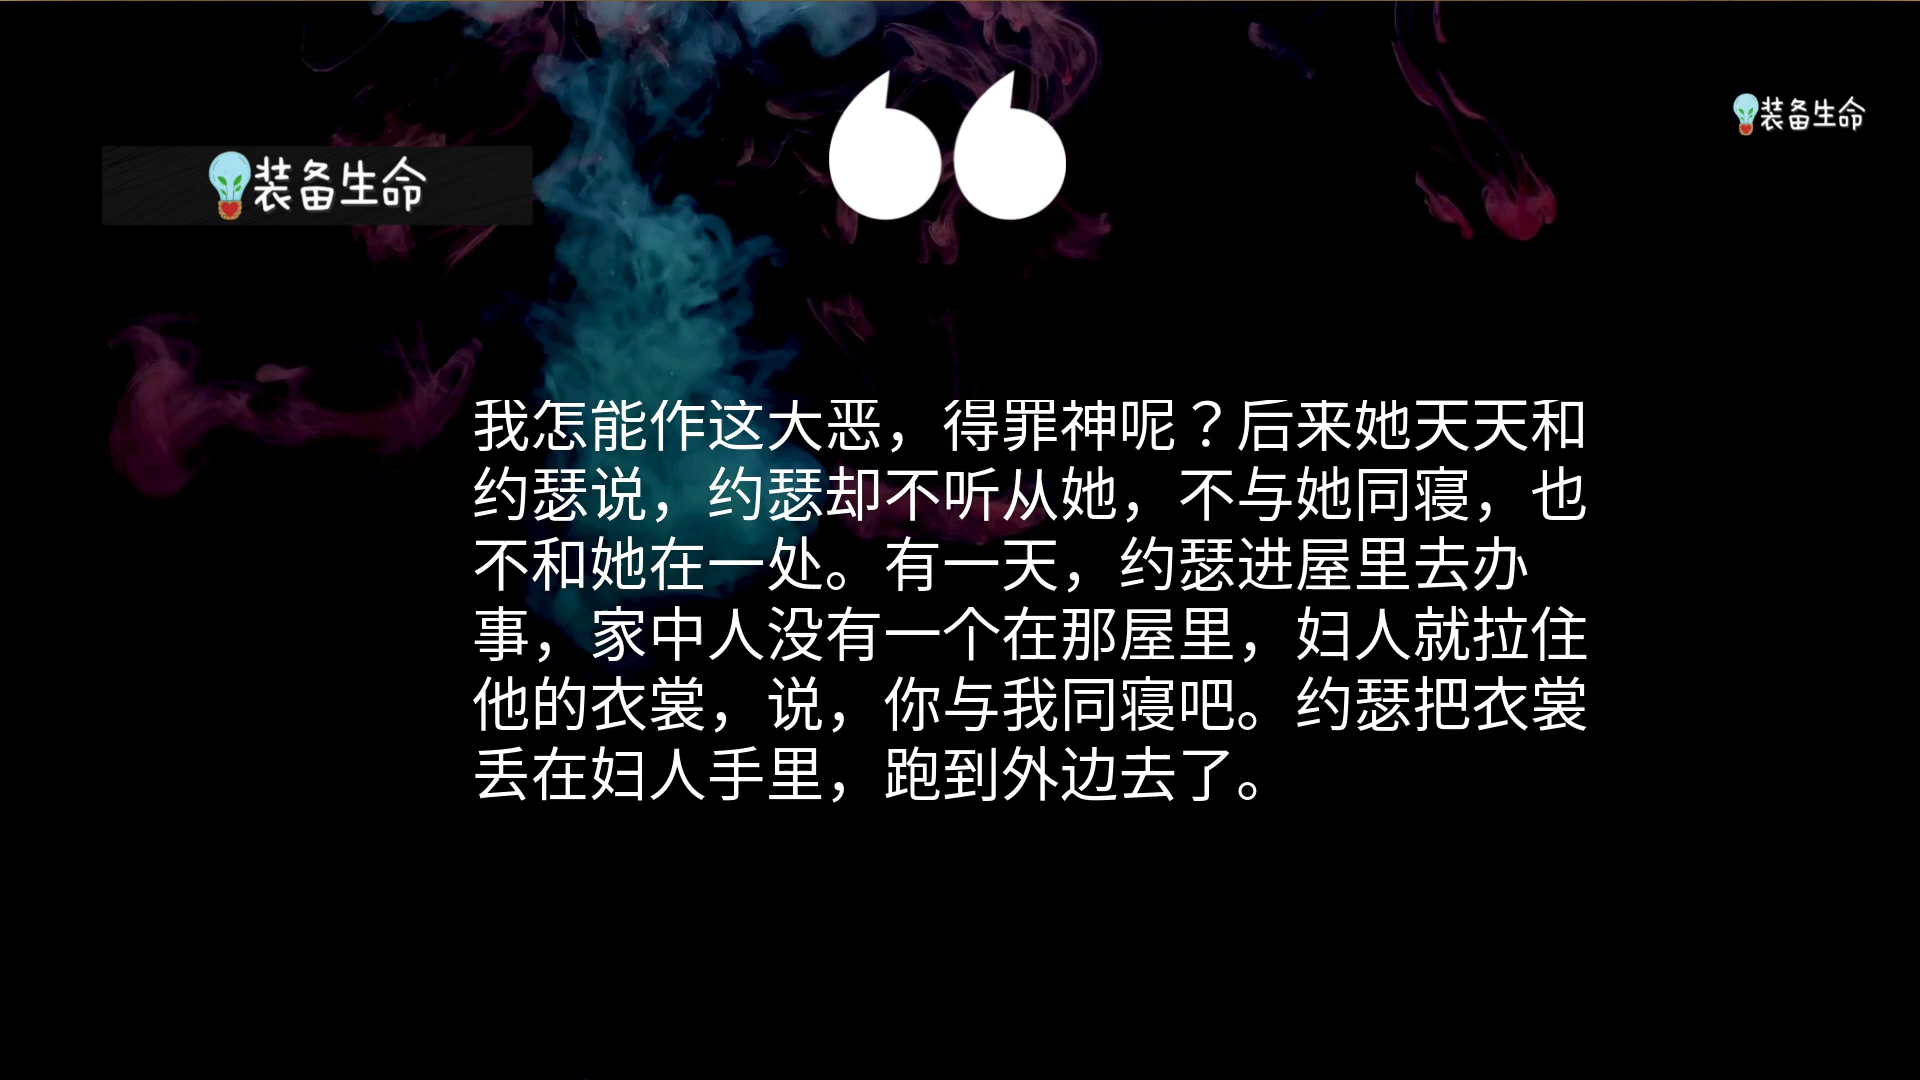 装备生命
装备生命
我怎能作这大恶，得罪神呢？后来她天天和
约瑟说，约瑟却不听从她，不与她同寝，也
不和她在一处。有一天，约瑟进屋里去办
事，家中人没有一个在那屋里，妇人就拉住
他的衣裳，说，你与我同寝吧。约瑟把衣裳
丢在妇人手里，跑到外边去了。